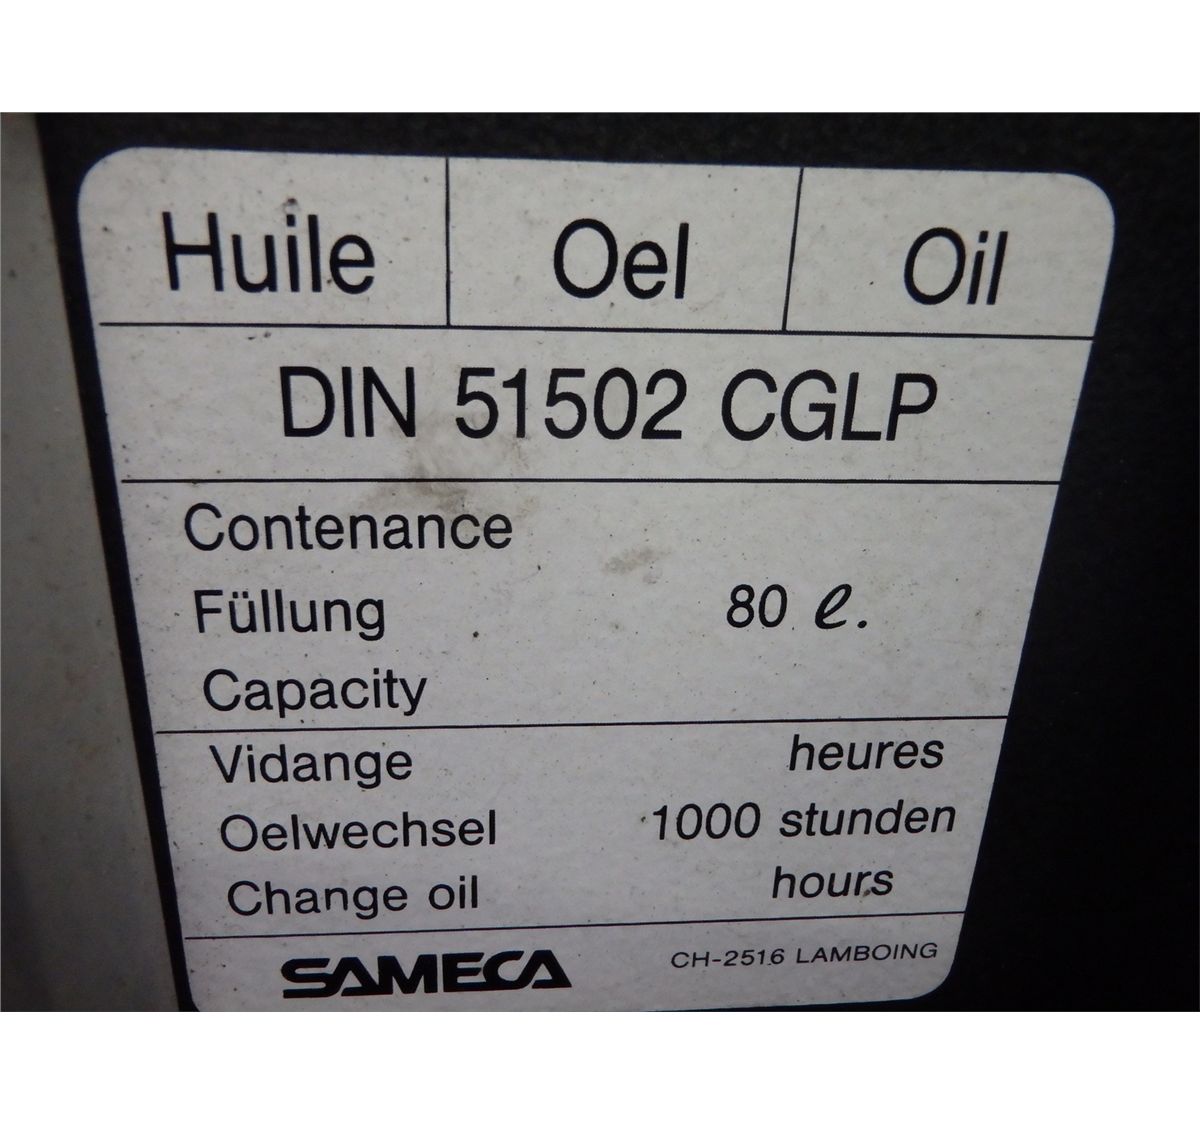 Huile Oel Oil
DIN 51502 CGLP
Contenance
Füllung 80 ℓ.
Capacity
Vidange heures
Oelwechsel 1000 stunden
Change oil hours
SAMECA CH-2516 LAMBOING